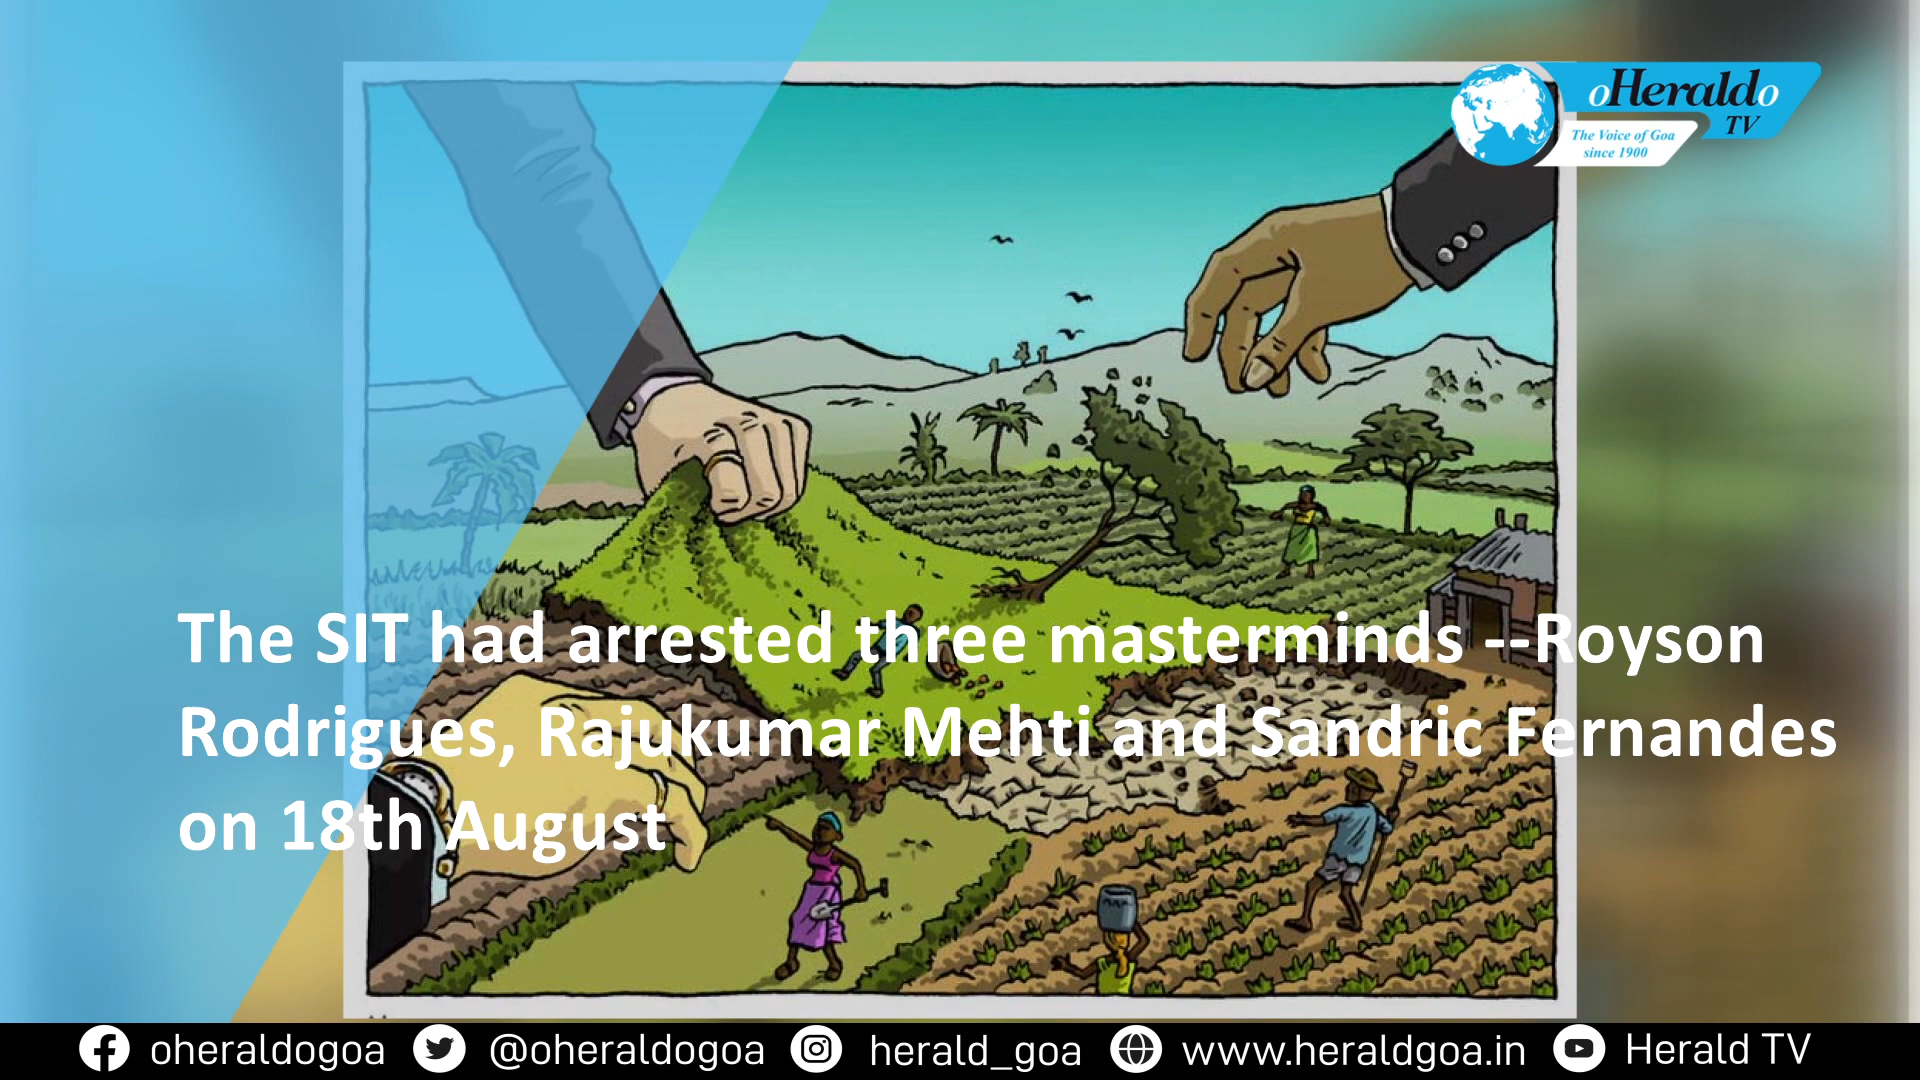 oHeraldo
TV
The Voice of Goa
since 1900
The SIT had arrested three masterminds --Royson
Rodrigues, Rajukumar Mehti and Sandric Fernandes
on 18th August
oheraldogoa @oheraldogoa herald_goa www.heraldgoa.in Herald TV